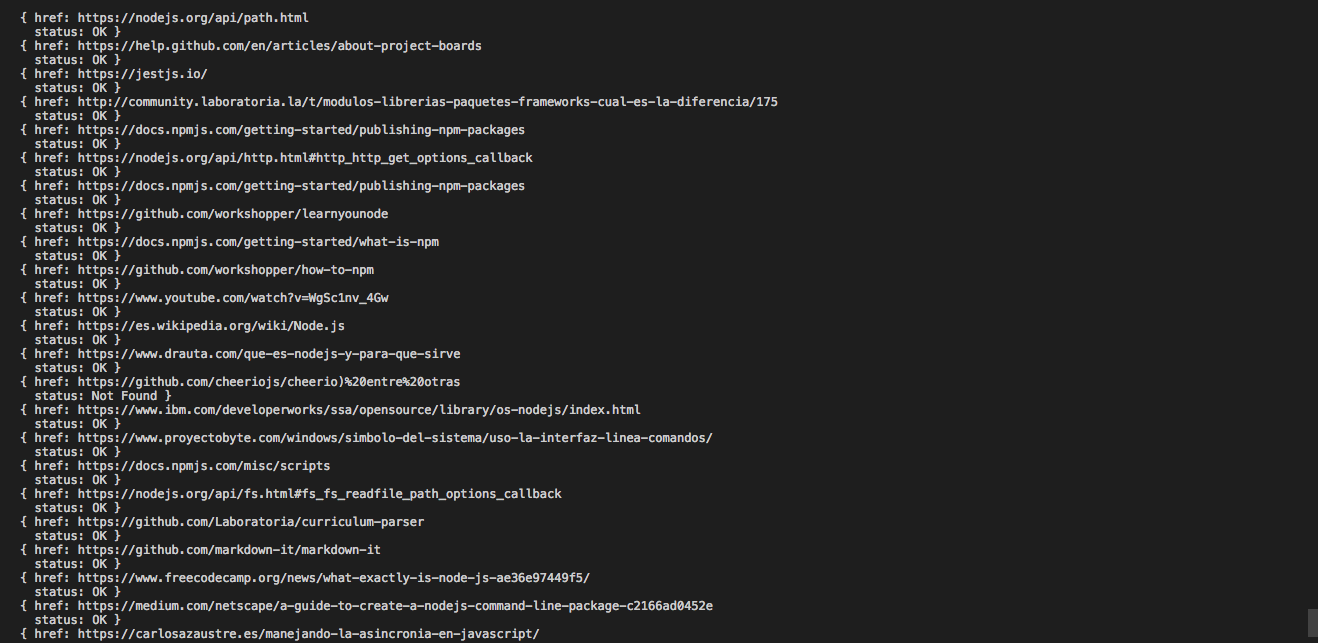 { href: https://nodejs.org/api/path.html
status: OK }
{ href: https://help.github.com/en/articles/about-project-boards
status: OK }
{ href: https://jestjs.io/
status: OK }
{ href: http://community.laboratoria.la/t/modulos-librerias-paquetes-frameworks-cual-es-la-diferencia/175
status: OK }
{ href: https://docs.npmjs.com/getting-started/publishing-npm-packages
status: OK }
{ href: https://nodejs.org/api/http.html#http_http_get_options_callback
status: OK }
{ href: https://docs.npmjs.com/getting-started/publishing-npm-packages
status: OK }
{ href: https://github.com/workshopper/learnyounode
status: OK }
{ href: https://docs.npmjs.com/getting-started/what-is-npm
status: OK }
{ href: https://github.com/workshopper/how-to-npm
status: OK }
{ href: https://www.youtube.com/watch?v=WgSc1nv_4Gw
status: OK }
{ href: https://es.wikipedia.org/wiki/Node.js
status: OK }
{ href: https://www.drauta.com/que-es-nodejs-y-para-que-sirve
status: OK }
{ href: https://github.com/cheeriojs/cheerio)%20entre%20otras
status: Not Found }
{ href: https://www.ibm.com/developerworks/ssa/opensource/library/os-nodejs/index.html
status: OK }
{ href: https://www.proyectobyte.com/windows/simbolo-del-sistema/uso-la-interfaz-linea-comandos/
status: OK }
{ href: https://docs.npmjs.com/misc/scripts
status: OK }
{ href: https://nodejs.org/api/fs.html#fs_fs_readfile_path_options_callback
status: OK }
{ href: https://github.com/Laboratoria/curriculum-parser
status: OK }
{ href: https://github.com/markdown-it/markdown-it
status: OK }
{ href: https://www.freecodecamp.org/news/what-exactly-is-node-js-ae36e97449f5/
status: OK }
{ href: https://medium.com/netscape/a-guide-to-create-a-nodejs-command-line-package-c2166ad0452e
status: OK }
{ href: https://carlosazaustre.es/manejando-la-asincronia-en-javascript/